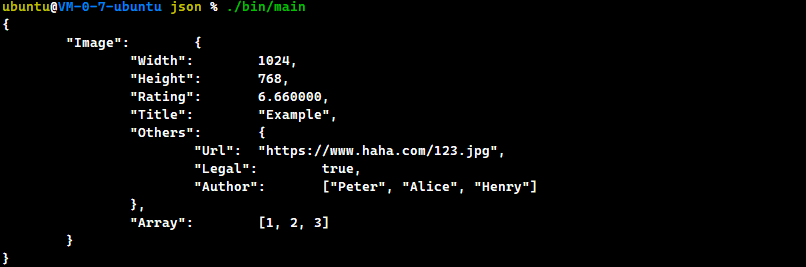 ubuntu@VM-0-7-ubuntu json % ./bin/main
{
        "Image":        {
                "Width":        1024,
                "Height":       768,
                "Rating":       6.660000,
                "Title":        "Example",
                "Others":       {
                        "Url":  "https://www.haha.com/123.jpg",
                        "Legal":        true,
                        "Author":       ["Peter", "Alice", "Henry"]
                },
                "Array":        [1, 2, 3]
        }
}